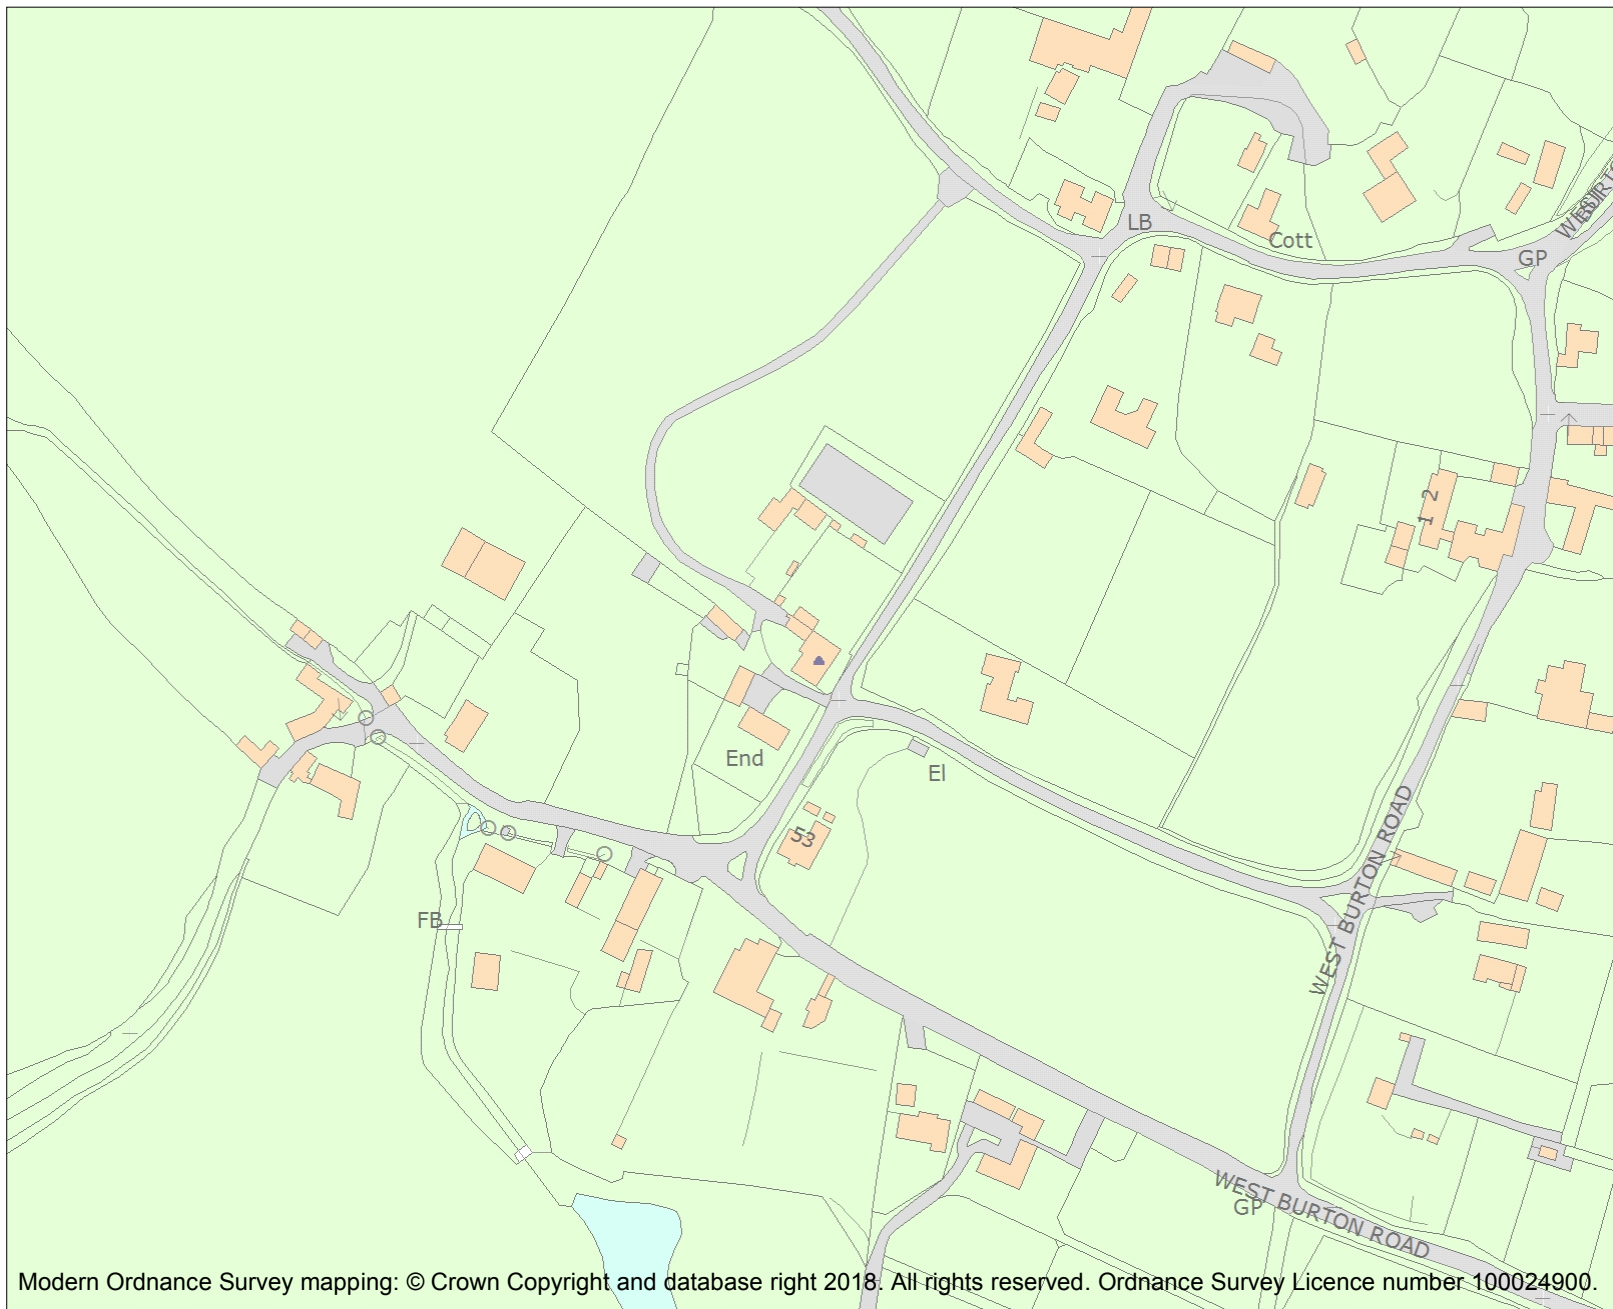 LB
Cott
GP
WEST
1 2
End
El
53
WEST BURTON ROAD
FB
WEST BURTON ROAD
GP
Modern Ordnance Survey mapping: © Crown Copyright and database right 2018. All rights reserved. Ordnance Survey Licence number 100024900.